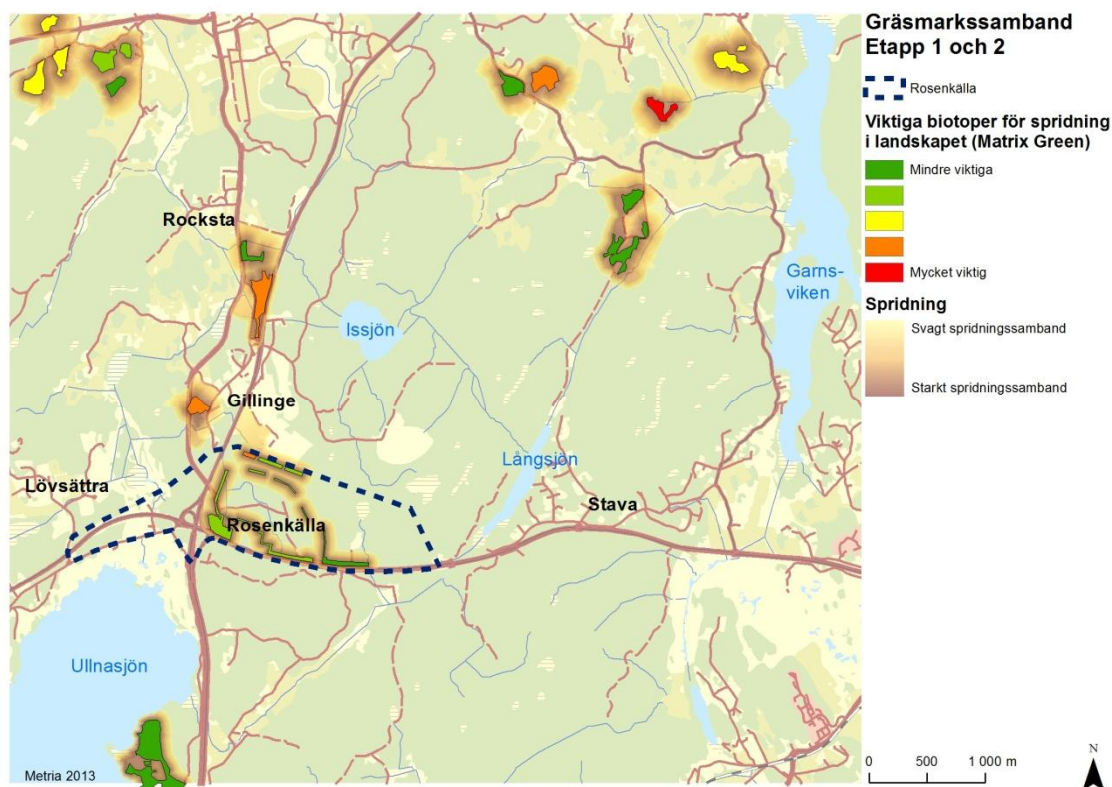 Gräsmarkssamband
Etapp 1 och 2
Rosenkälla
Viktiga biotoper för spridning
i landskapet (Matrix Green)
Mindre viktiga
Mycket viktig
Spridning
Svagt spridningssamband
Starkt spridningssamband
Rocksta
Garns-
viken
Issjön
Gillinge
Långsjön
Lövsättra
Stava
Rosenkälla
Ullnasjön
Metria 2013
0 500 1 000 m
N